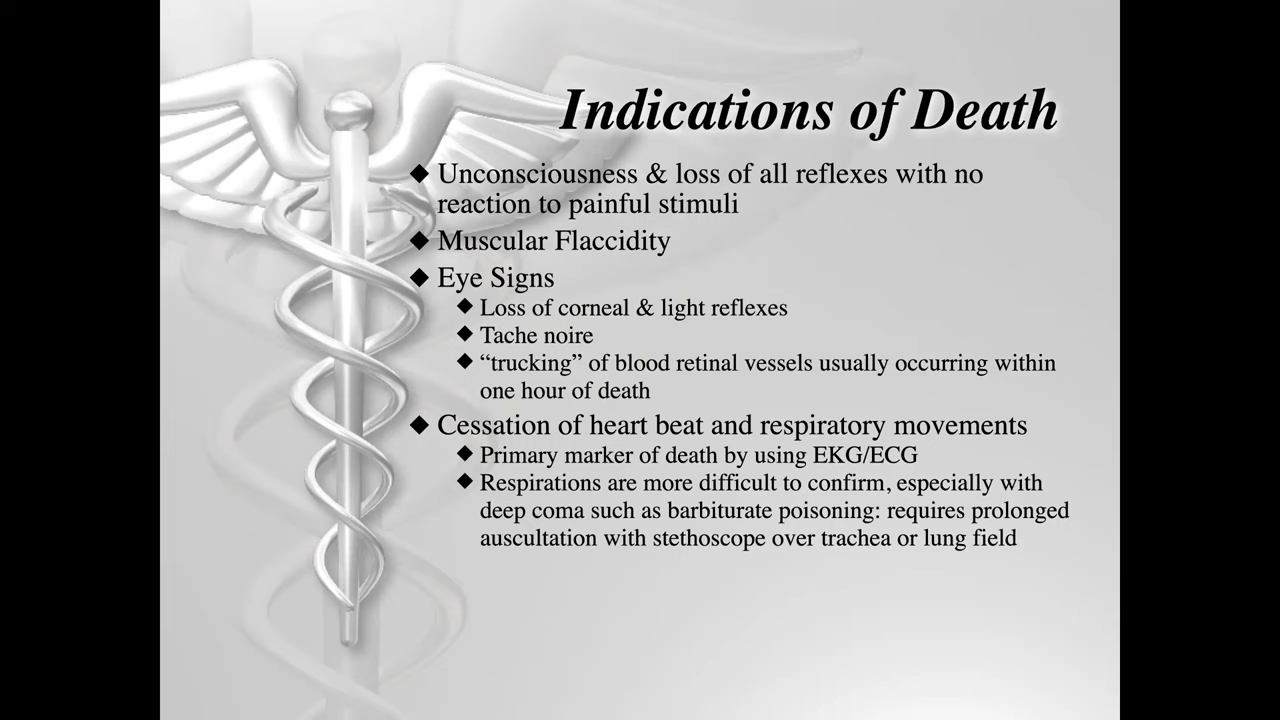 Indications of Death
◆ Unconsciousness & loss of all reflexes with no
reaction to painful stimuli
◆ Muscular Flaccidity
◆ Eye Signs
◆ Loss of corneal & light reflexes
◆ Tache noire
◆ “trucking” of blood retinal vessels usually occurring within
one hour of death
◆ Cessation of heart beat and respiratory movements
◆ Primary marker of death by using EKG/ECG
◆ Respirations are more difficult to confirm, especially with
deep coma such as barbiturate poisoning: requires prolonged
auscultation with stethoscope over trachea or lung field